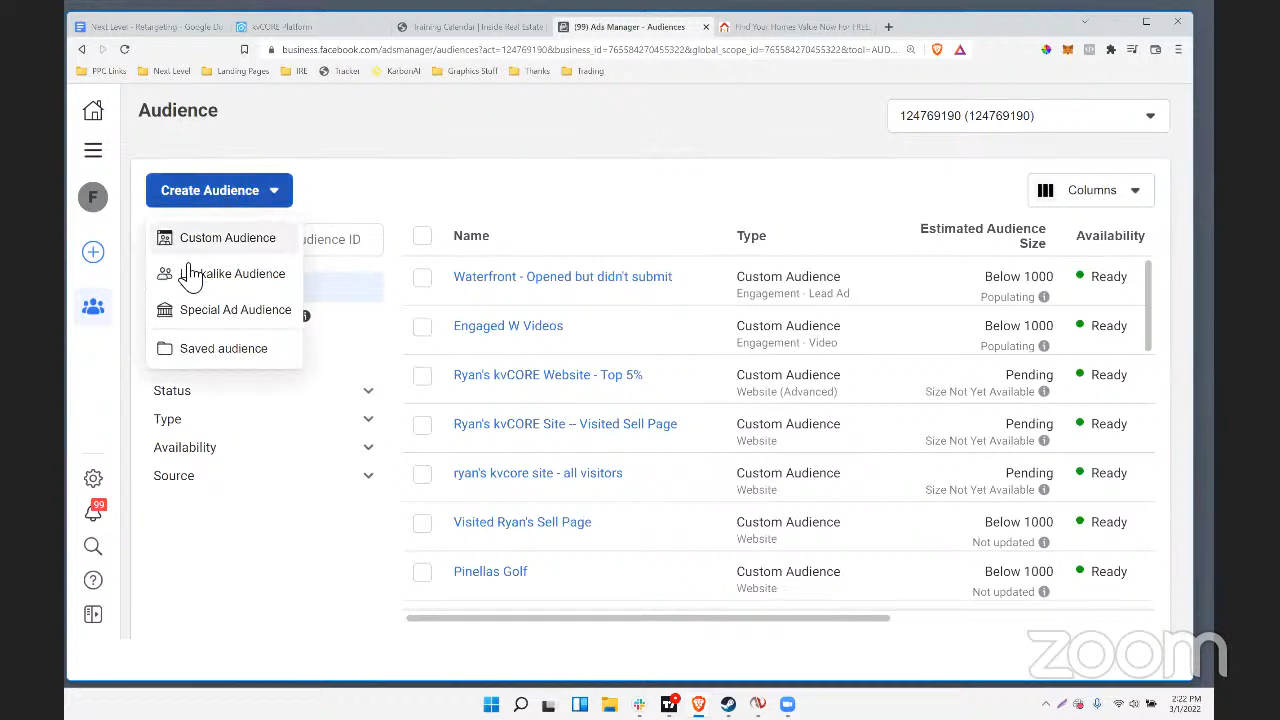 Next Level - Retargeting - Google Do
kvCORE Platform
Training Calendar | Inside Real Estate
(99) Ads Manager - Audiences
Find Your Homes Value Now For FREE
business.facebook.com/adsmanager/audiences?act=124769190&business_id=765584270455322&global_scope_id=765584270455322&tool=AUD...
PPC Links
Next Level
Landing Pages
IRE
Tracker
KarbonAI
Graphics Stuff
Thanks
Trading
Audience
124769190 (124769190)
F
Create Audience
Columns
Custom Audience
Audience
Special Ad Audience
Saved audience
udience ID
Status
Type
Availability
Source
99
Name
Type
Estimated Audience
Size
Availability
Waterfront - Opened but didn't submit
Custom Audience
Engagement - Lead Ad
Below 1000
Populating
Ready
Engaged W Videos
Custom Audience
Engagement - Video
Below 1000
Populating
Ready
Ryan's kvCORE Website - Top 5%
Custom Audience
Website (Advanced)
Pending
Size Not Yet Available
Ready
Ryan's kvCORE Site -- Visited Sell Page
Custom Audience
Website
Pending
Size Not Yet Available
Ready
ryan's kvcore site - all visitors
Custom Audience
Website
Pending
Size Not Yet Available
Ready
Visited Ryan's Sell Page
Custom Audience
Website
Below 1000
Not updated
Ready
Pinellas Golf
Custom Audience
Website
Below 1000
Not updated
Ready
zoom
2:22 PM
3/1/2022